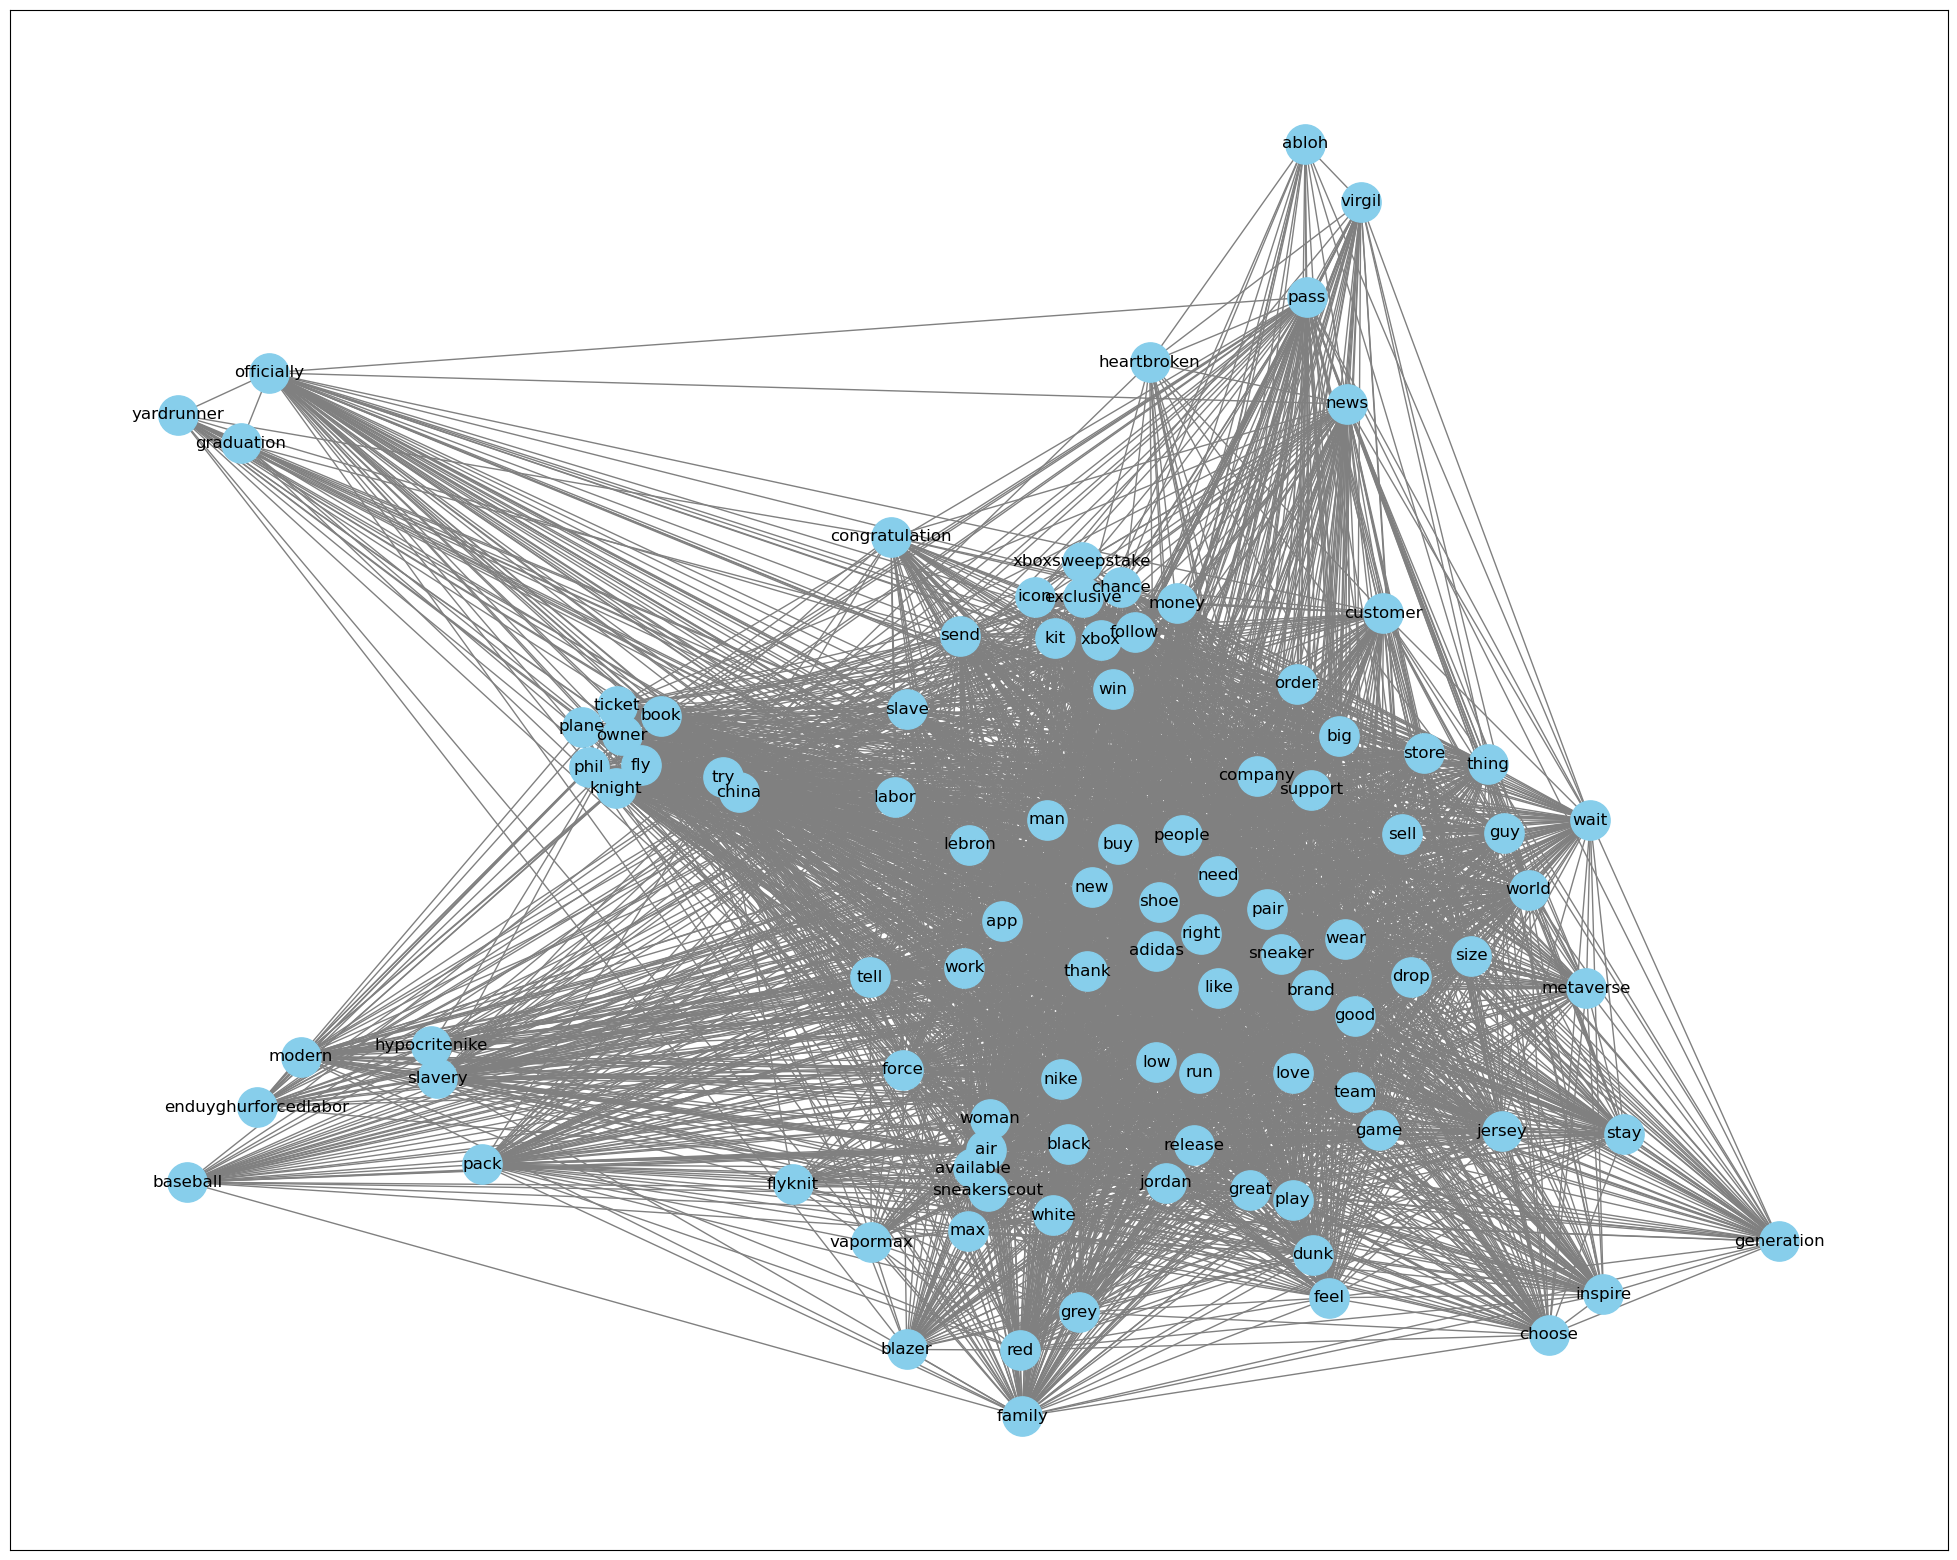 abloh
virgil
pass
heartbroken
officially
news
yardrunner
graduation
congratulation
xboxsweepstake
chance
icon
exclusive
money
customer
send
kit
xbox
follow
order
win
ticket
slave
book
plane
owner
big
store
phil
fly
thing
try
company
knight
china
support
labor
man
wait
people
sell
guy
lebron
buy
need
new
world
shoe
pair
app
right
wear
adidas
sneaker
size
work
thank
tell
drop
like
brand
metaverse
good
hypocritenike
modern
low
force
run
love
slavery
nike
team
enduyghurforcedlabor
woman
game
jersey
stay
black
release
air
pack
available
baseball
flyknit
sneakerscout
jordan
great
play
white
max
vapormax
generation
dunk
inspire
feel
grey
choose
blazer
red
family